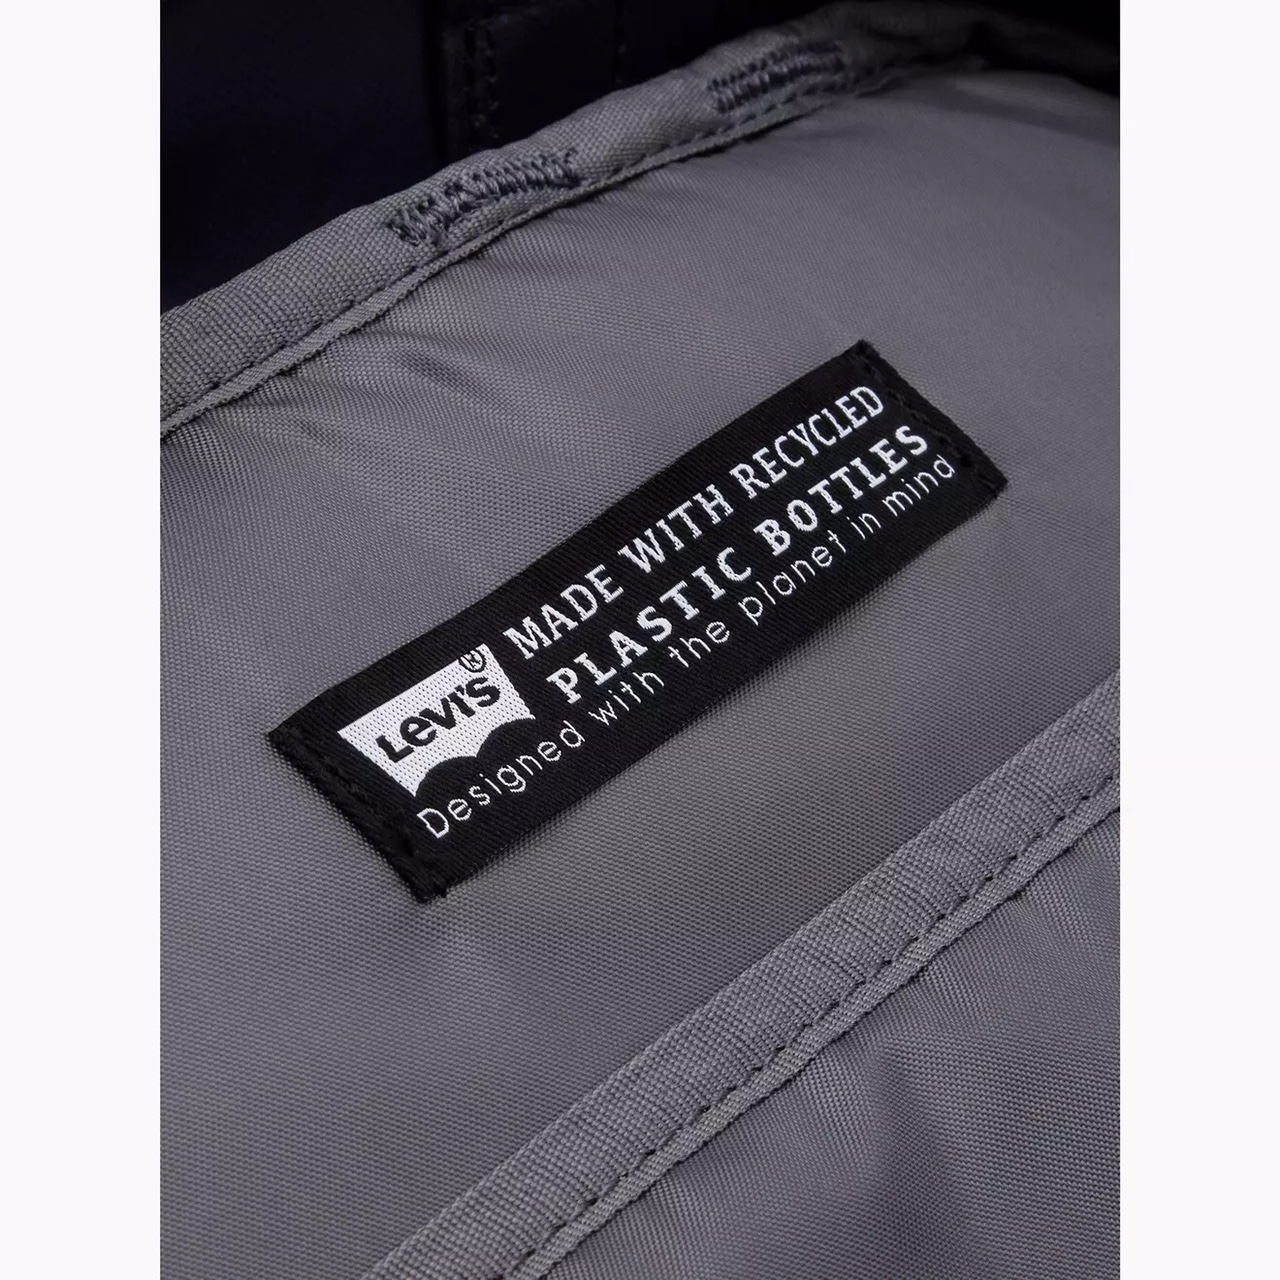 Levi's®
MADE WITH RECYCLED
PLASTIC BOTTLES
Designed with the planet in mind